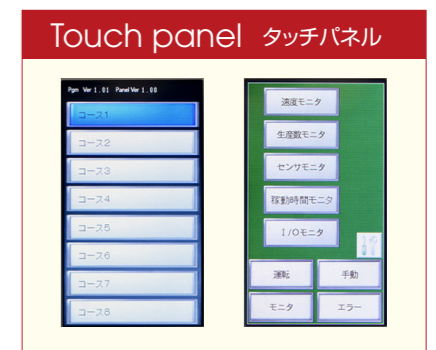 Touch panel タッチパネル
Pgm Ver 1.01 Panel Ver 1.00
コース1
コース2
コース3
コース4
コース5
コース6
コース7
コース8
速度モニタ
生産数モニタ
センサモニタ
移動時間モニタ
I/Oモニタ
運転 手動
モニタ エラー